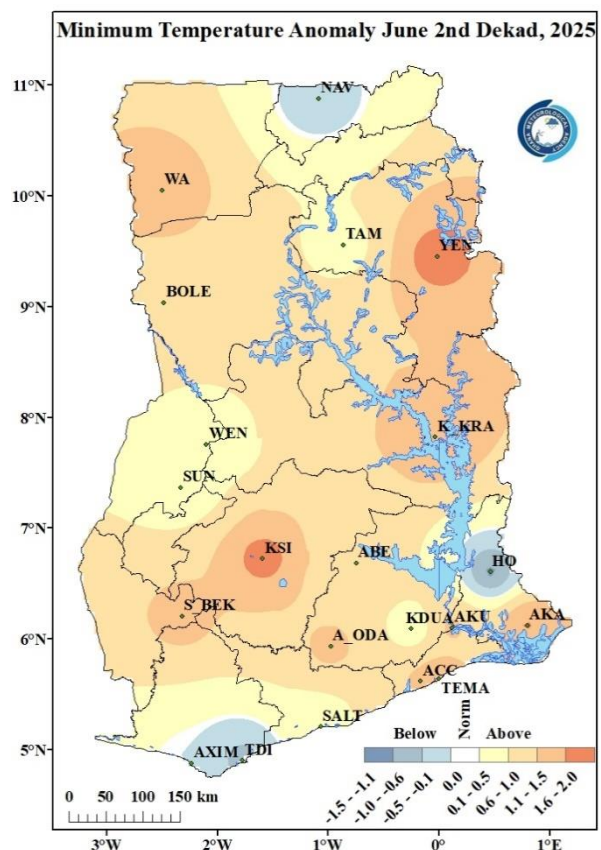 Minimum Temperature Anomaly June 2nd Dekad, 2025
11°N
NAV
10°N
WA
TAM
YEN
9°N
BOLE
8°N
K_KRA
WEN
SUN
7°N
KSI
ABE
HO
S_BEK
KDUA
AKU
AKA
6°N
A_ODA
ACC
TEMA
SALT
Below Norm Above
5°N
AXIM
TDI
-1.5 - -1.1
-1.0 - -0.6
-0.5 - -0.1
0.0
0.1 - 0.5
0.6 - 1.0
1.1 - 1.5
1.6 - 2.0
0 50 100 150 km
3°W 2°W 1°W 0° 1°E